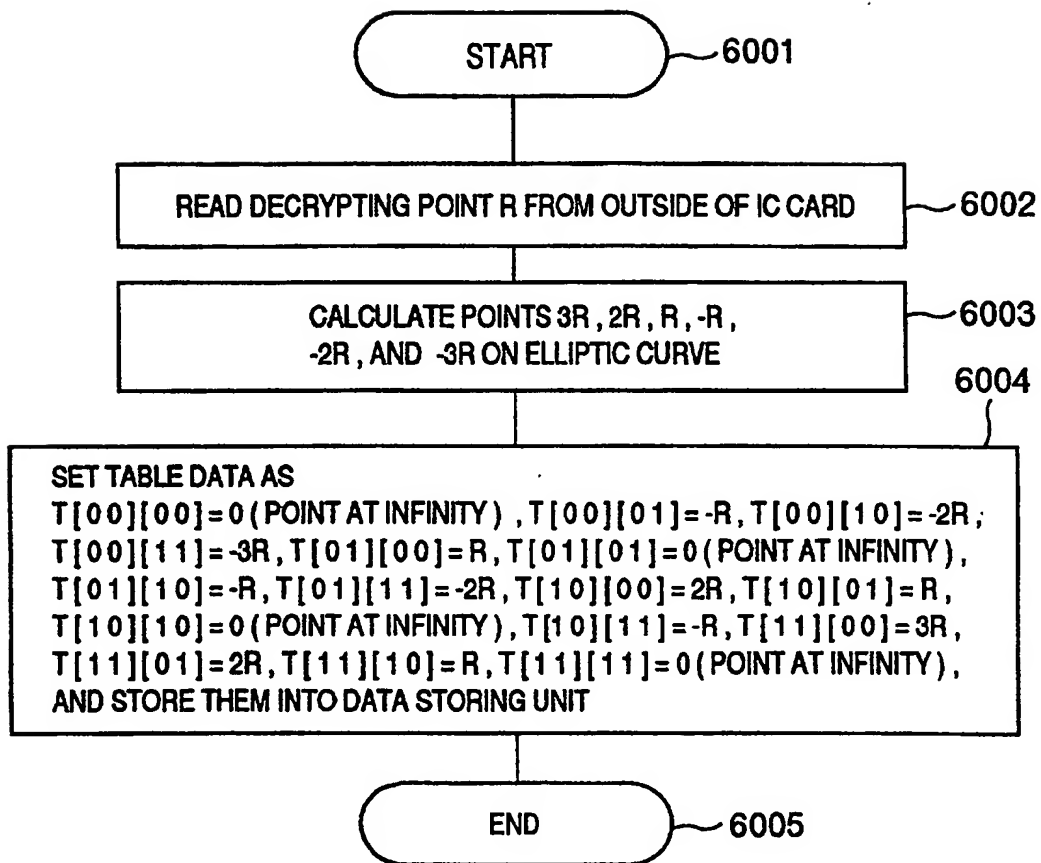 START
6001
READ DECRYPTING POINT R FROM OUTSIDE OF IC CARD
6002
CALCULATE POINTS 3R, 2R, R, -R,
-2R, AND -3R ON ELLIPTIC CURVE
6003
6004
SET TABLE DATA AS
T[00][00]=0(POINT AT INFINITY), T[00][01]=-R, T[00][10]=-2R,
T[00][11]=-3R, T[01][00]=R, T[01][01]=0(POINT AT INFINITY),
T[01][10]=-R, T[01][11]=-2R, T[10][00]=2R, T[10][01]=R,
T[10][10]=0(POINT AT INFINITY), T[10][11]=-R, T[11][00]=3R,
T[11][01]=2R, T[11][10]=R, T[11][11]=0(POINT AT INFINITY),
AND STORE THEM INTO DATA STORING UNIT
END
6005